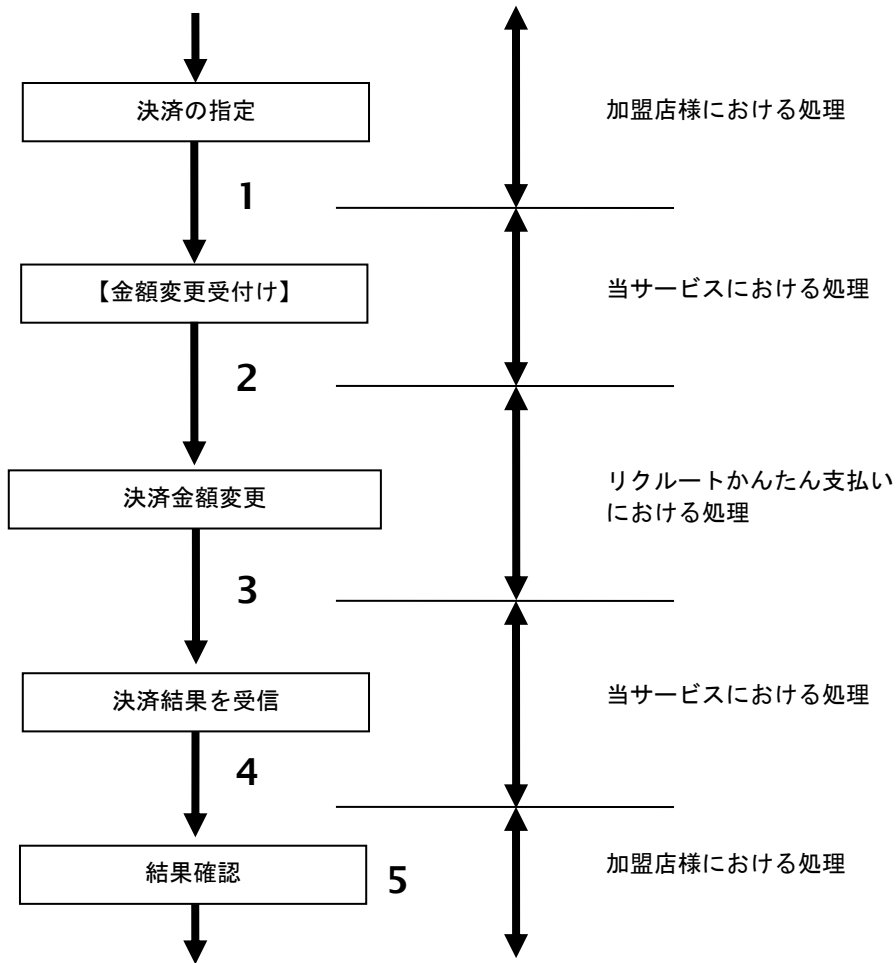 決済の指定
加盟店様における処理
1
【金額変更受付け】
当サービスにおける処理
2
決済金額変更
リクルートかんたん支払い
における処理
3
決済結果を受信
当サービスにおける処理
4
結果確認
5
加盟店様における処理